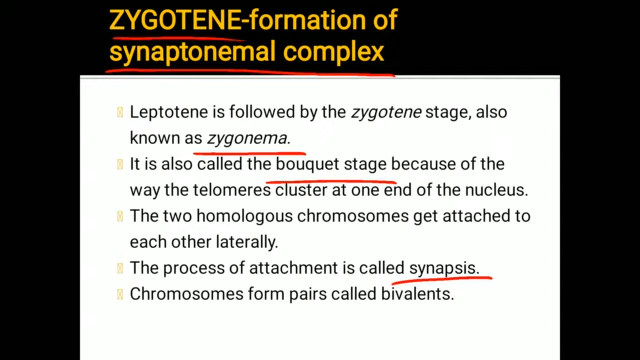 ZYGOTENE-formation of
synaptonemal complex
Leptotene is followed by the zygotene stage, also
known as zygonema.
It is also called the bouquet stage because of the
way the telomeres cluster at one end of the nucleus.
The two homologous chromosomes get attached to
each other laterally.
The process of attachment is called synapsis.
Chromosomes form pairs called bivalents.